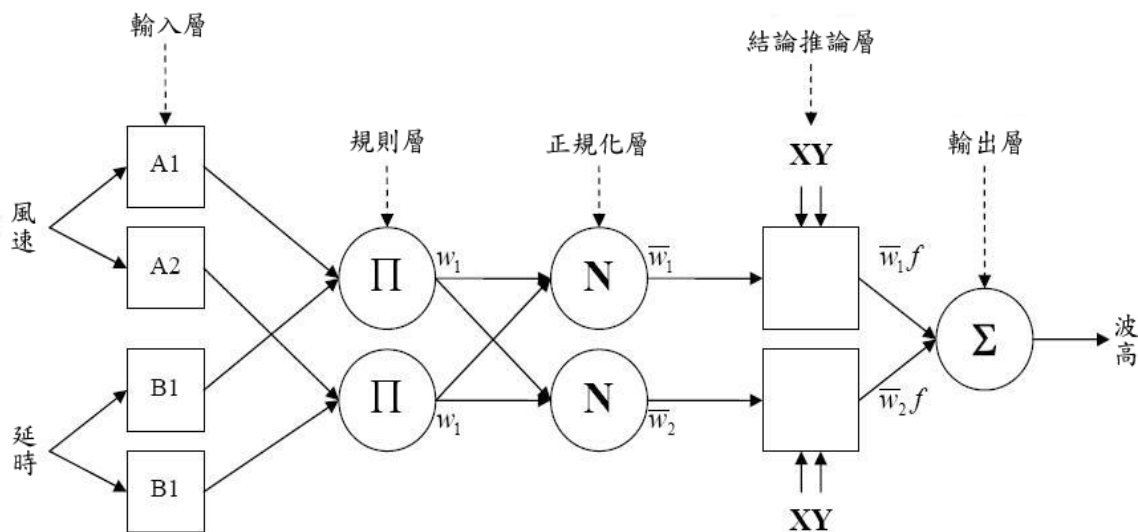 輸入層
結論推論層
規則層
正規化層
XY
輸出層
風速
A1
A2
∏
w₁
N
w̄₁
w̄₁f
Σ
波高
延時
B1
B1
∏
w₁
N
w̄₂
w̄₂f
XY